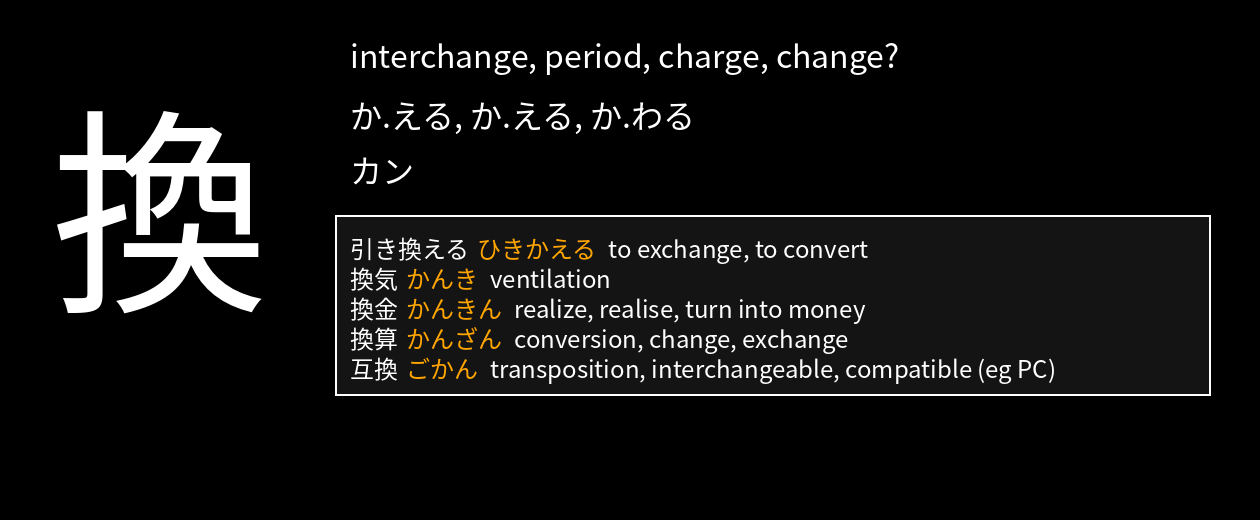 換
interchange, period, charge, change?
か.える, か.える, か.わる
カン
引き換える ひきかえる to exchange, to convert
換気 かんき ventilation
換金 かんきん realize, realise, turn into money
換算 かんざん conversion, change, exchange
互換 ごかん transposition, interchangeable, compatible (eg PC)